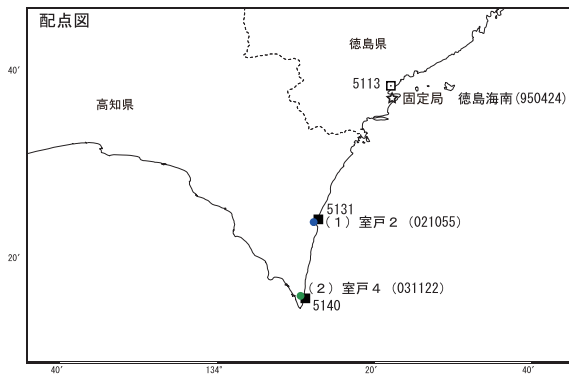 配点図
徳島県
40′
5113
固定局 徳島海南(950424)
高知県
5131
(1)室戸2 (021055)
20′
(2)室戸4 (031122)
5140
40′ 134° 20′ 40′